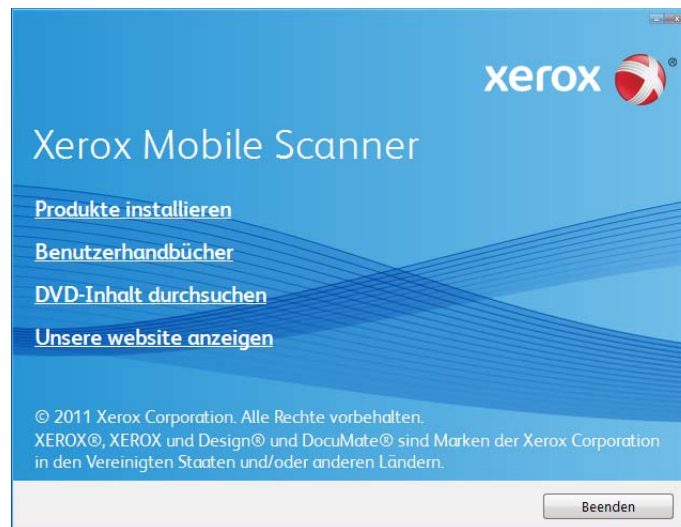 xerox ®
Xerox Mobile Scanner
Produkte installieren
Benutzerhandbücher
DVD-Inhalt durchsuchen
Unsere website anzeigen
© 2011 Xerox Corporation. Alle Rechte vorbehalten.
XEROX®, XEROX und Design® und DocuMate® sind Marken der Xerox Corporation
in den Vereinigten Staaten und/oder anderen Ländern.
Beenden